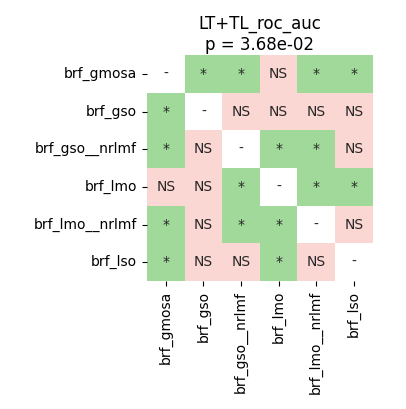 LT+TL_roc_auc
p = 3.68e-02
brf_gmosa - * * NS * *
brf_gso * - NS NS NS NS
brf_gso__nrlmf * NS - * * NS
brf_lmo NS NS * - * *
brf_lmo__nrlmf * NS * * - NS
brf_lso * NS NS * NS -
brf_gmosa
brf_gso
brf_gso__nrlmf
brf_lmo
brf_lmo__nrlmf
brf_lso